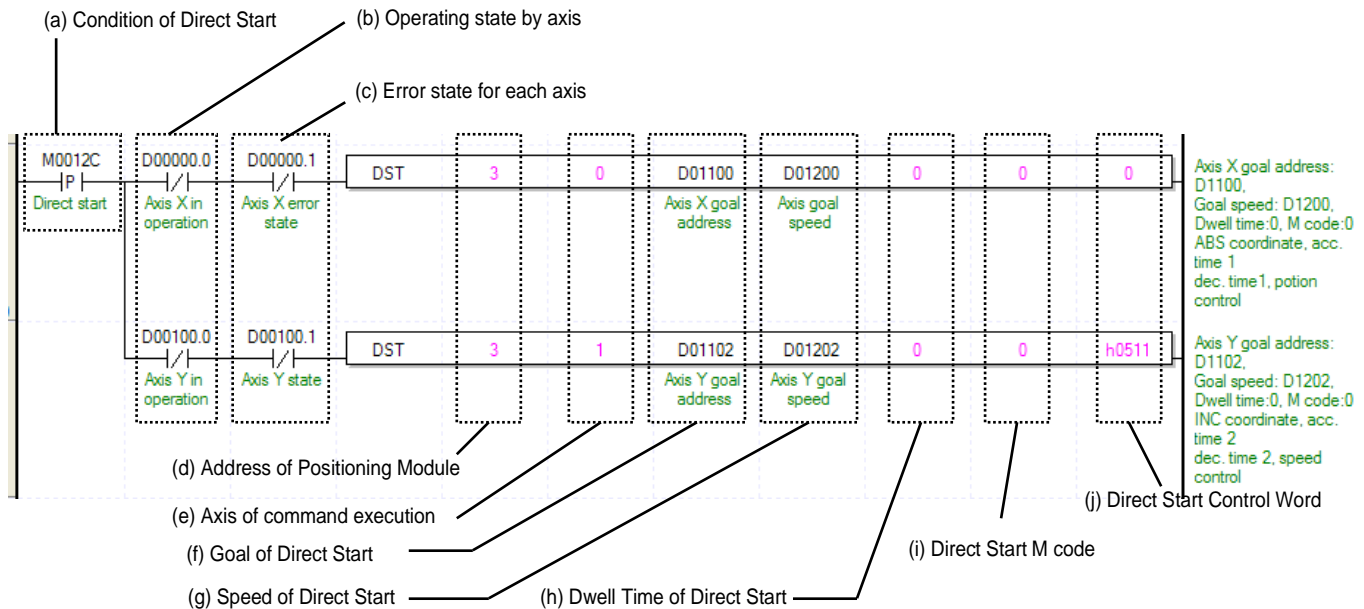 (a) Condition of Direct Start
(b) Operating state by axis
(c) Error state for each axis
M0012C
P
Direct start
D00000.0
Axis X in
operation
D00000.1
Axis X error
state
DST
3
0
D01100
Axis X goal
address
D01200
Axis goal
speed
0
0
0
Axis X goal address:
D1100,
Goal speed: D1200,
Dwell time:0, M code:0
ABS coordinate, acc.
time 1
dec. time1, potion
control
D00100.0
Axis Y in
operation
D00100.1
Axis Y state
DST
3
1
D01102
Axis Y goal
address
D01202
Axis Y goal
speed
0
0
h0511
Axis Y goal address:
D1102,
Goal speed: D1202,
Dwell time:0, M code:0
INC coordinate, acc.
time 2
dec. time 2, speed
control
(d) Address of Positioning Module
(e) Axis of command execution
(f) Goal of Direct Start
(g) Speed of Direct Start
(h) Dwell Time of Direct Start
(i) Direct Start M code
(j) Direct Start Control Word